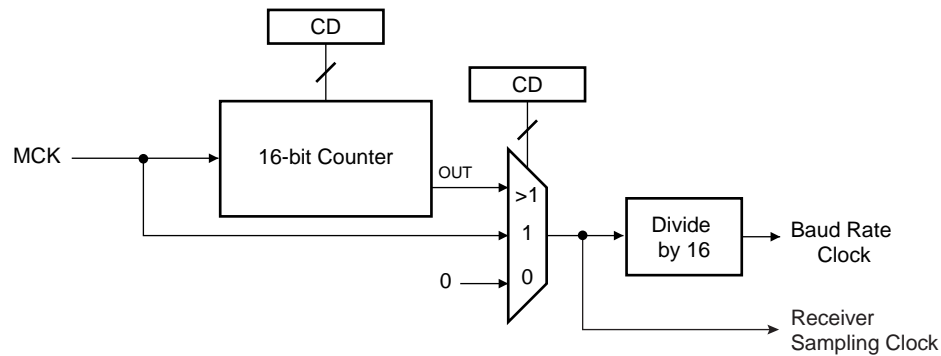 CD
CD
MCK
16-bit Counter
OUT
>1
1
0
0
Divide
by 16
Baud Rate
Clock
Receiver
Sampling Clock